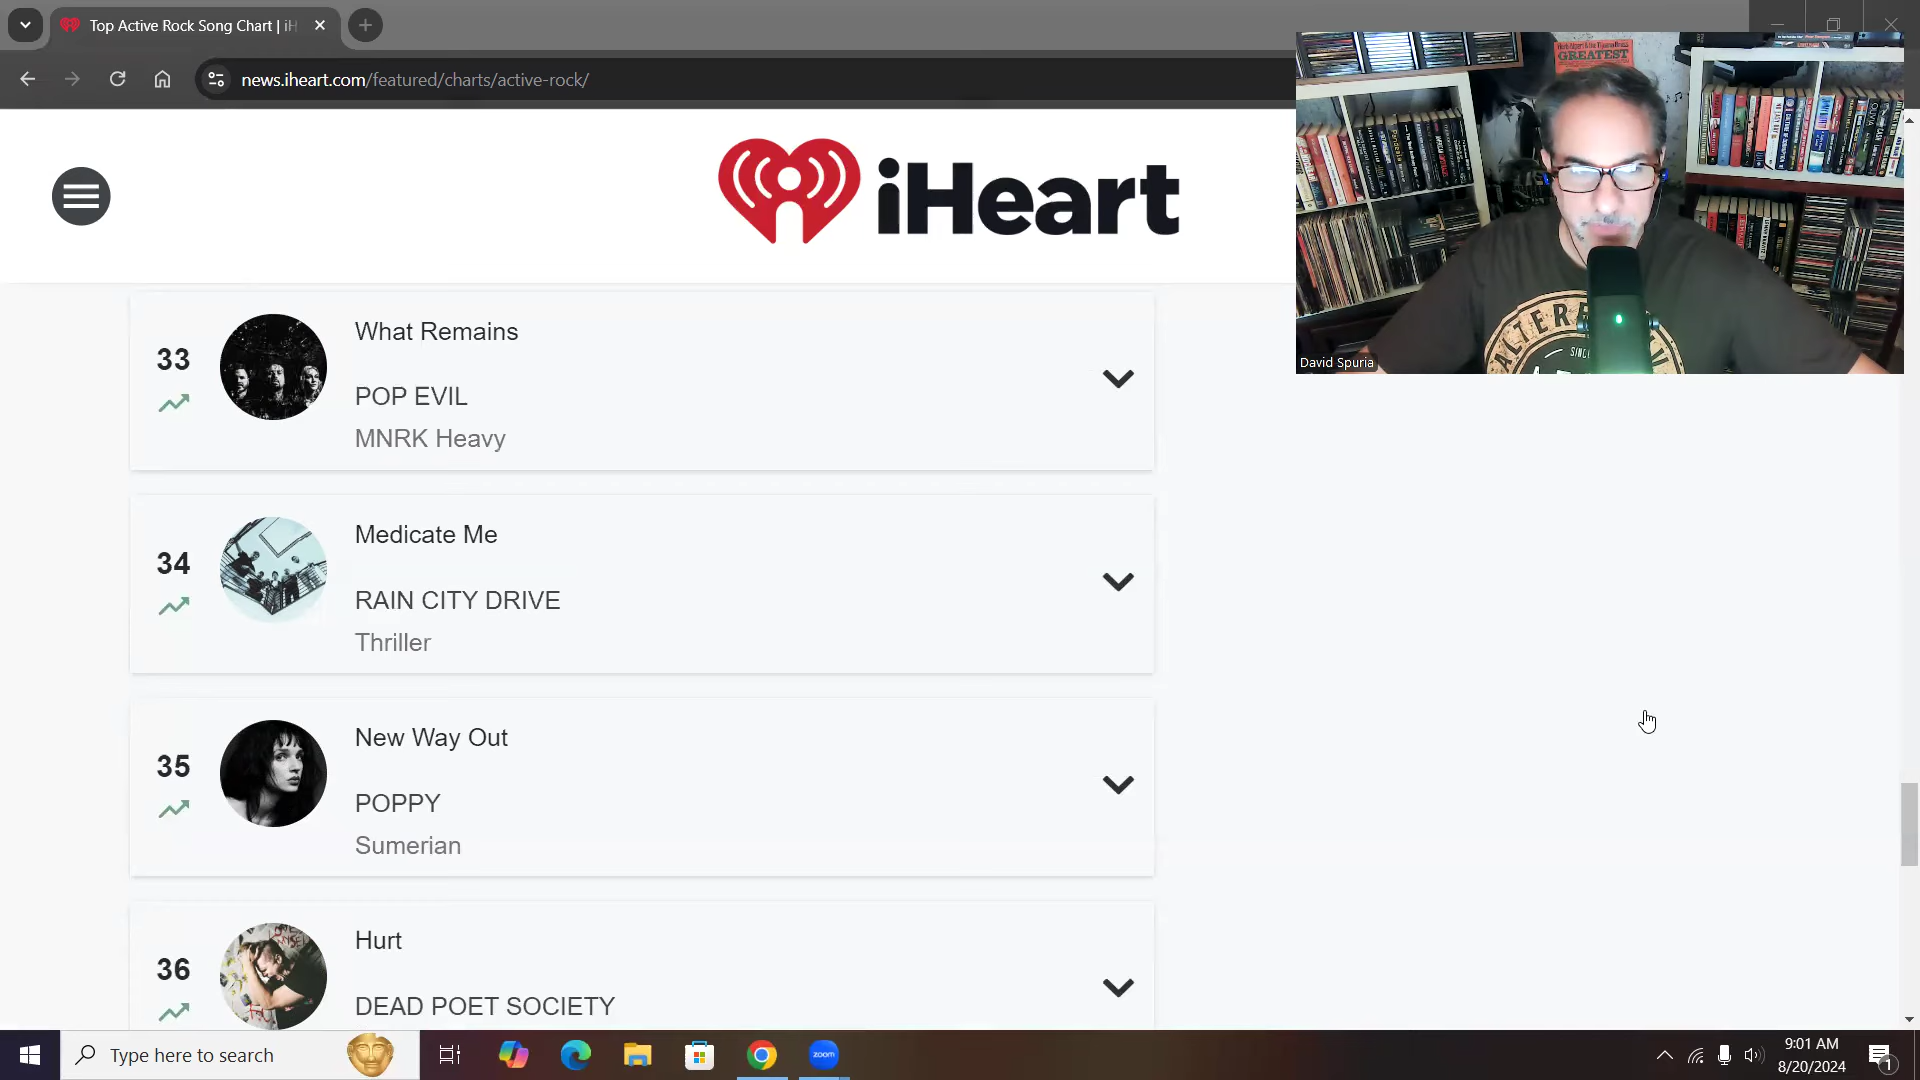 Top Active Rock Song Chart | iH
news.iheart.com/featured/charts/active-rock/
iHeart
GREATEST
David Spuria
33
What Remains
POP EVIL
MNRK Heavy
34
Medicate Me
RAIN CITY DRIVE
Thriller
35
New Way Out
POPPY
Sumerian
36
Hurt
DEAD POET SOCIETY
Type here to search
zoom
9:01 AM
8/20/2024
1